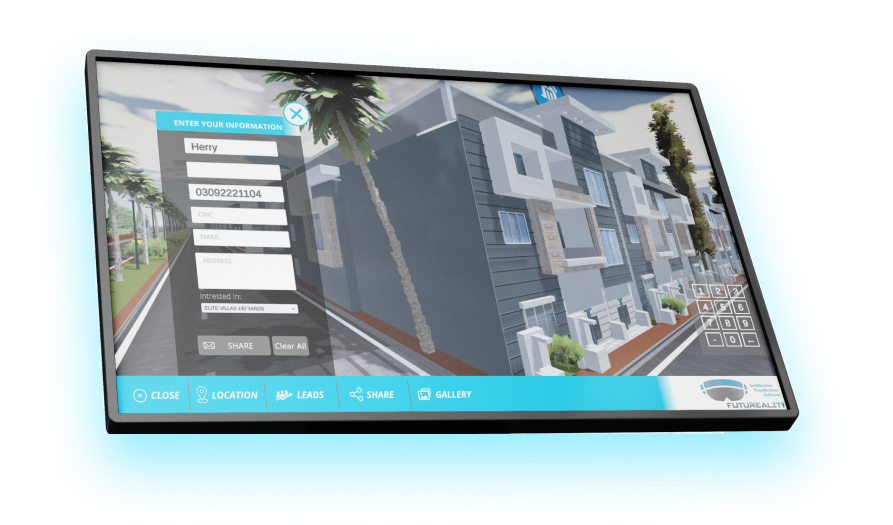 ENTER YOUR INFORMATION
Herry
03092221104
CNIC
EMAIL
ADDRESS
Intrested In:
ELITE VILLAS 140 YARDS
SHARE
Clear All
1 2 3
4 5 6
7 8 9
- 0 ←
CLOSE
LOCATION
LEADS
SHARE
GALLERY
FUTUREALITY